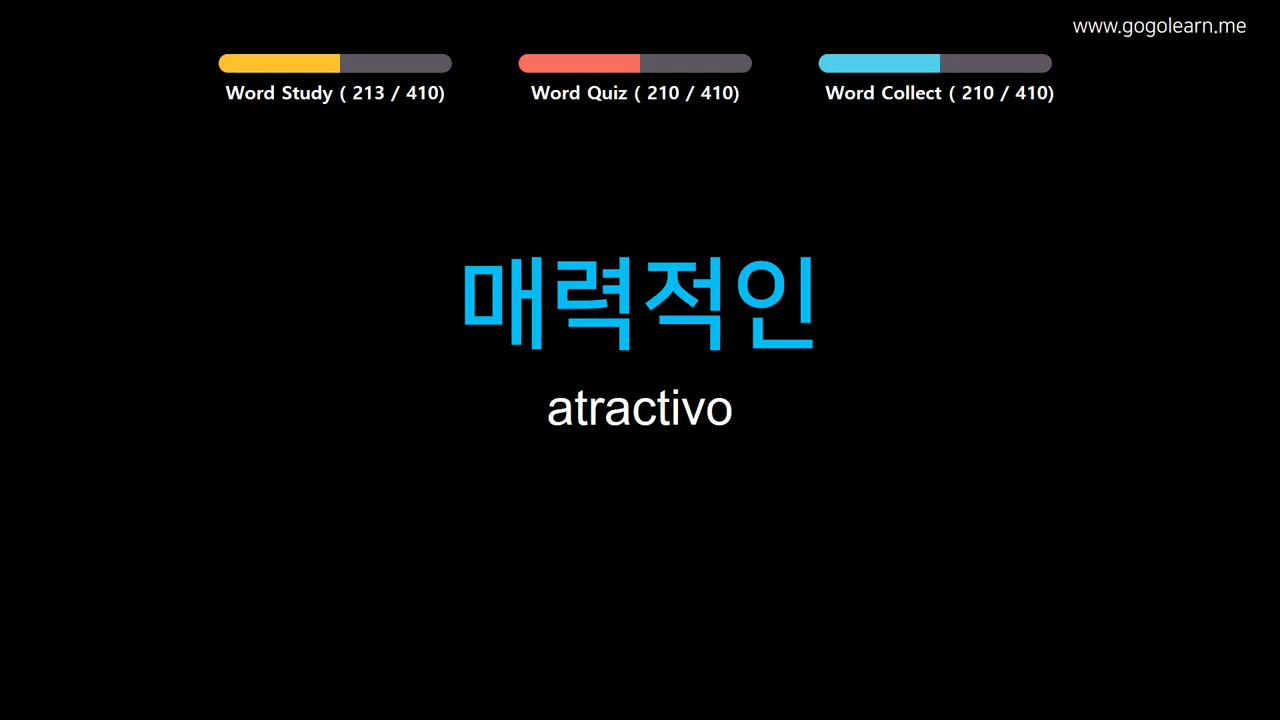 www.gogolearn.me
Word Study ( 213 / 410)
Word Quiz ( 210 / 410)
Word Collect ( 210 / 410)
매력적인
atractivo